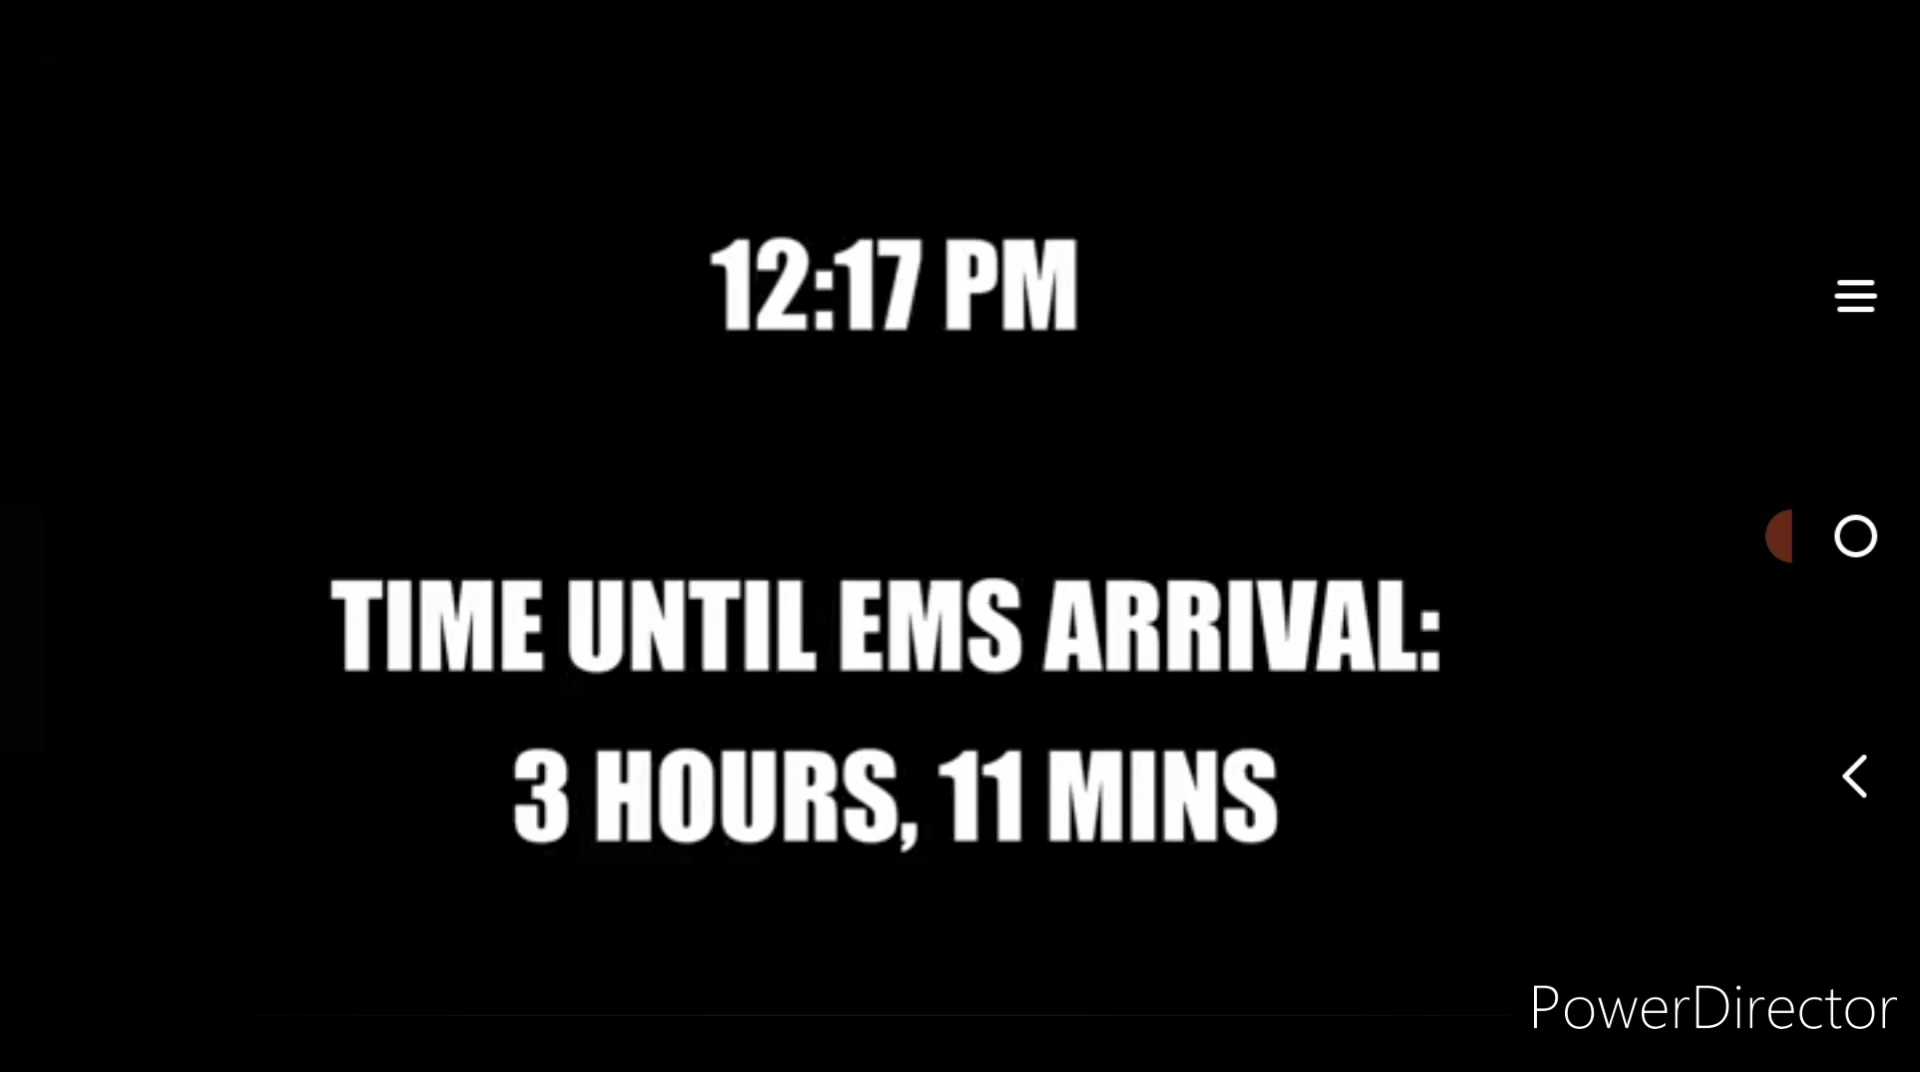 12:17 PM
TIME UNTIL EMS ARRIVAL:
3 HOURS, 11 MINS
PowerDirector